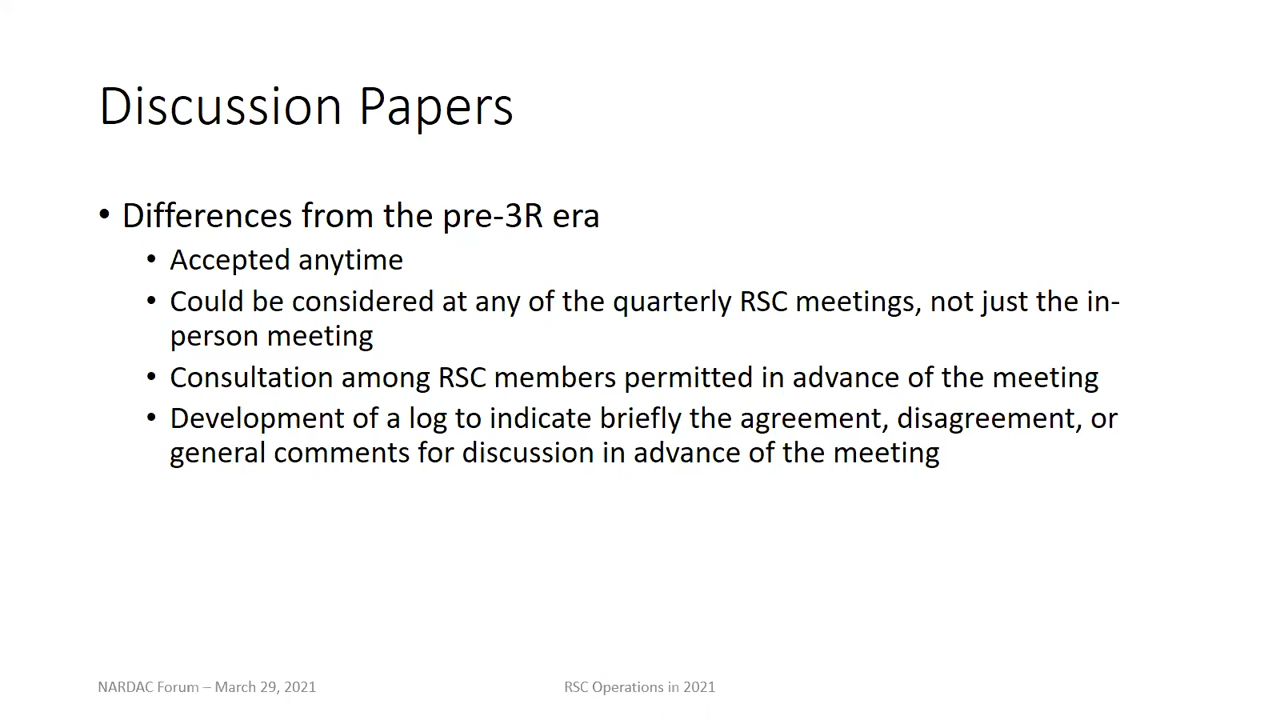 Discussion Papers
• Differences from the pre-3R era
• Accepted anytime
• Could be considered at any of the quarterly RSC meetings, not just the in-
person meeting
• Consultation among RSC members permitted in advance of the meeting
• Development of a log to indicate briefly the agreement, disagreement, or
general comments for discussion in advance of the meeting
NARDAC Forum – March 29, 2021
RSC Operations in 2021